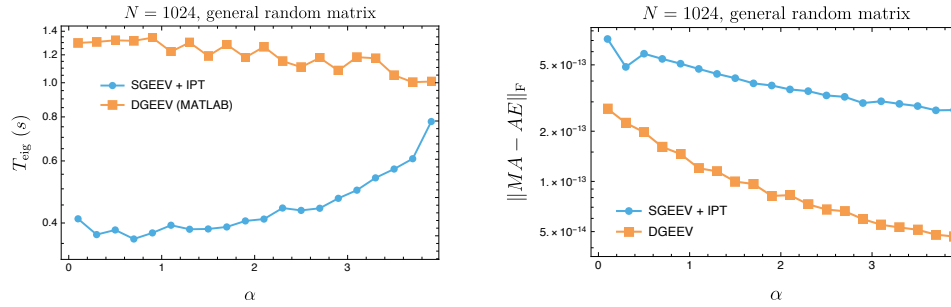 N = 1024, general random matrix
1.4
1.2
1.0
0.8
0.6
0.4
T_eig (s)
SGEEV + IPT
DGEEV (MATLAB)
0 1 2 3
α
N = 1024, general random matrix
5.×10⁻¹³
2.×10⁻¹³
1.×10⁻¹³
5.×10⁻¹⁴
||MA − AE||_F
SGEEV + IPT
DGEEV
0 1 2 3
α